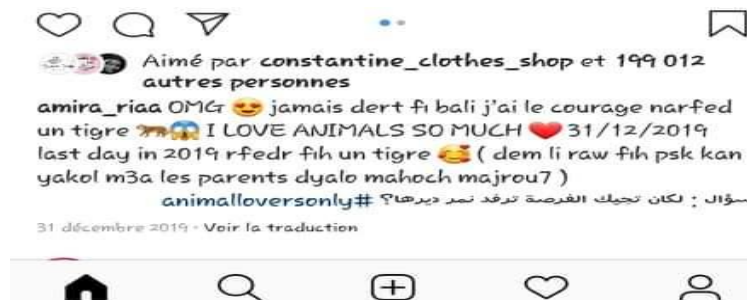 Aimé par constantine_clothes_shop et 199 012
autres personnes
amira_riaa OMG 😍 jamais dert fi bali j'ai le courage narfed
un tigre 🐅😱 I LOVE ANIMALS SO MUCH ❤️ 31/12/2019
last day in 2019 rfedr fih un tigre 🥰 ( dem li raw fih psk kan
yakol m3a les parents dyalo mahoch majrou7 )
سؤال : لكان تجيك الفرصة ترفد نمر ديرها؟ #animalloversonly
31 décembre 2019 · Voir la traduction